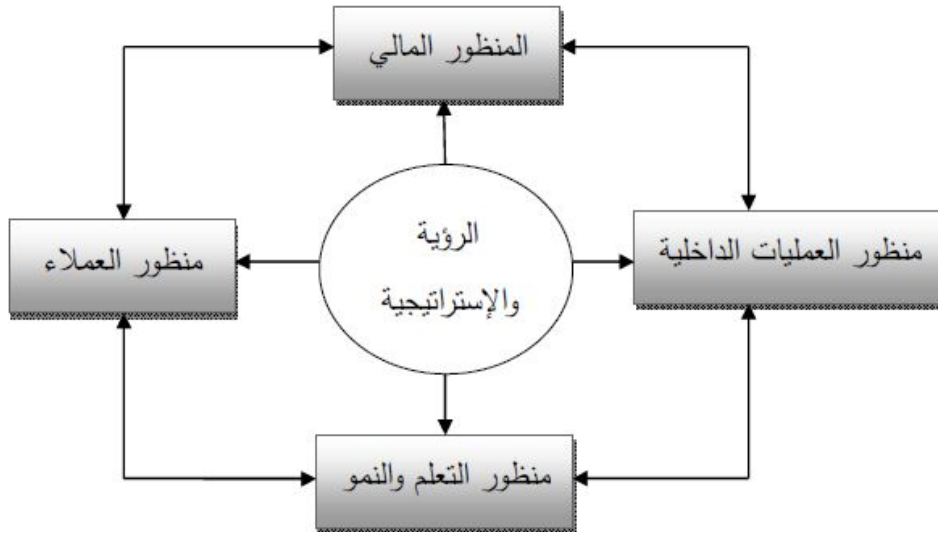 المنظور المالي
منظور العمليات الداخلية
الرؤية
والإستراتيجية
منظور العملاء
منظور التعلم والنمو